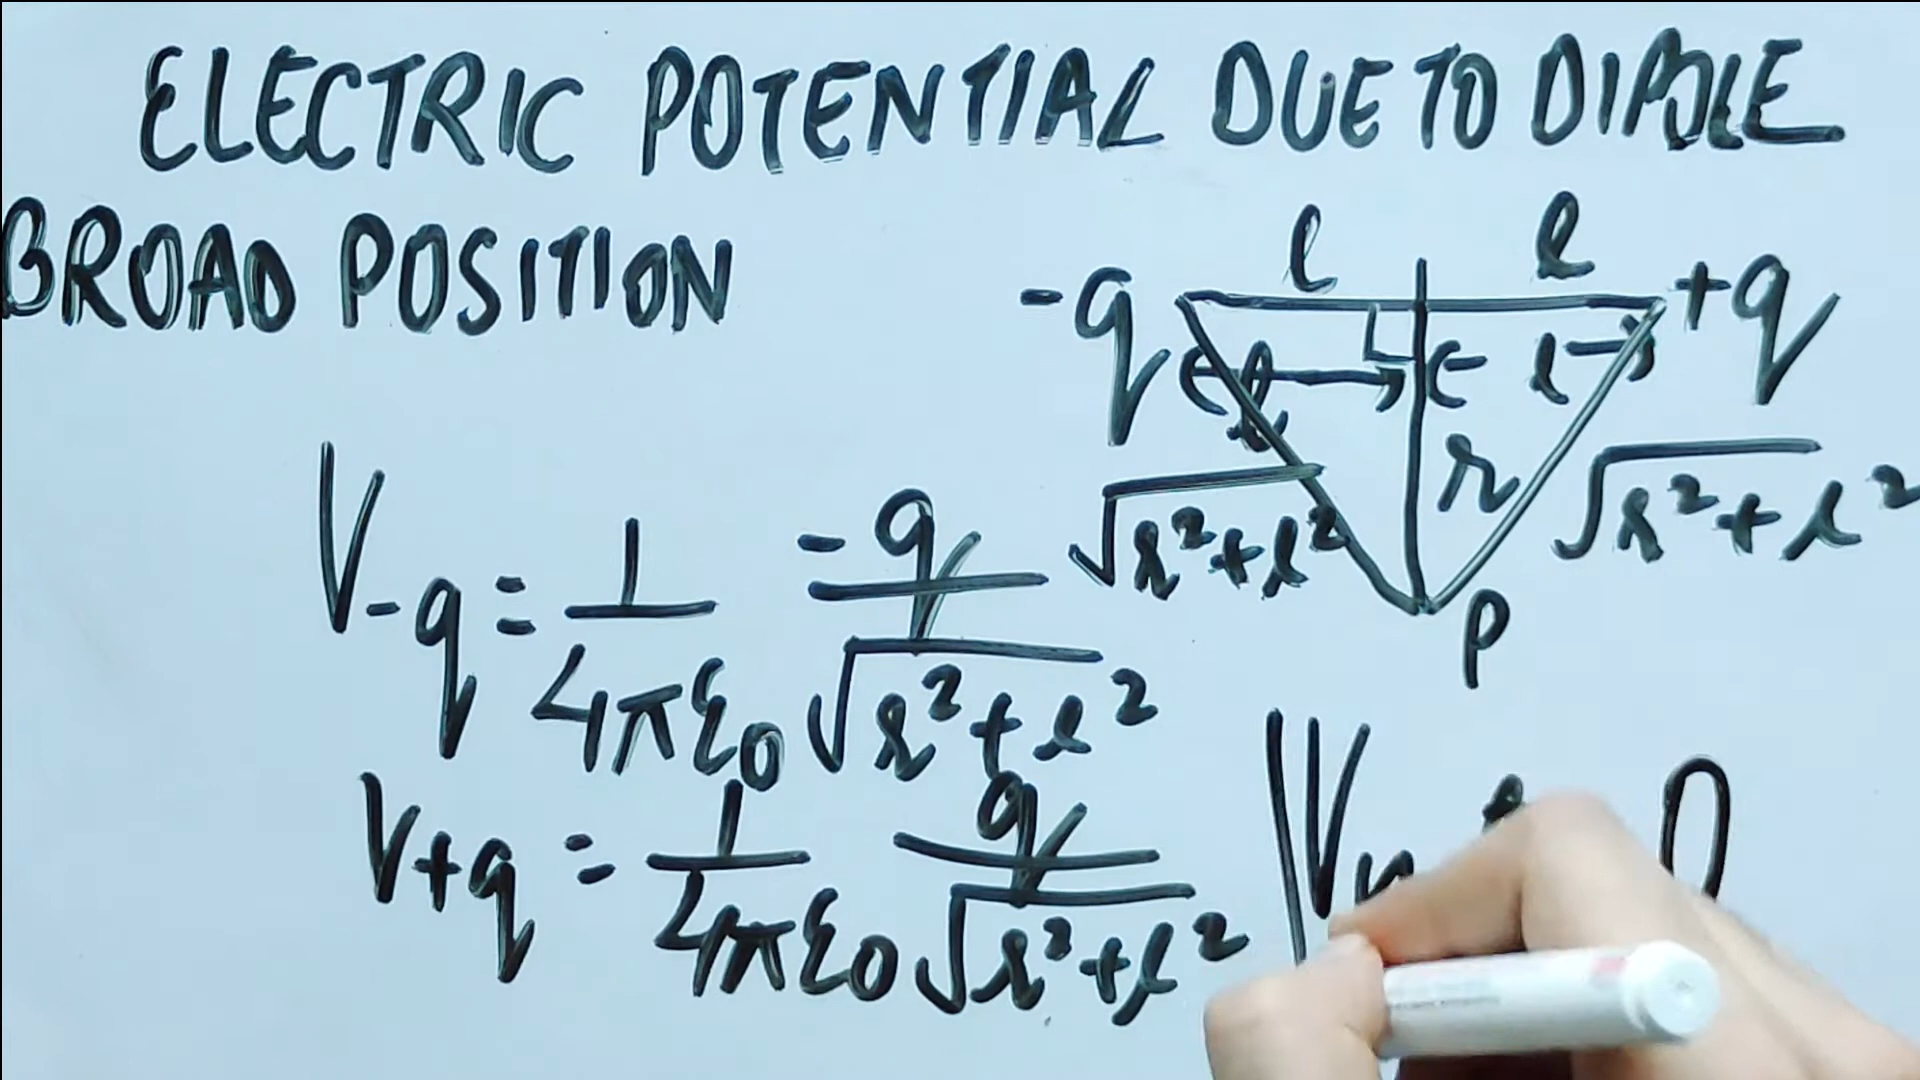 ELECTRIC POTENTIAL DUE TO DIPOLE
BROAD POSITION
l l
-q +q
l l
r
√r²+l² √r²+l²
P
V-q = 1/4πε0 -q/√r²+l²
V+q = 1/4πε0 q/√r²+l²
V 0